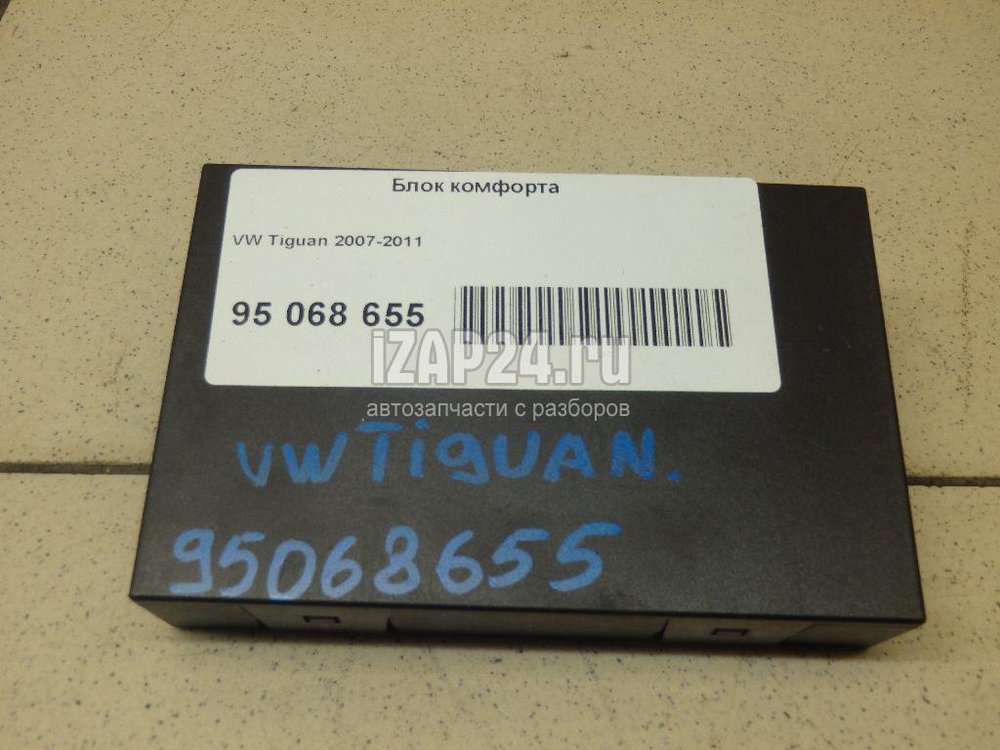 Блок комфорта
VW Tiguan 2007-2011
95 068 655
iZAP24.ru
автозапчасти с разборов
VW TiGUAN.
95068655